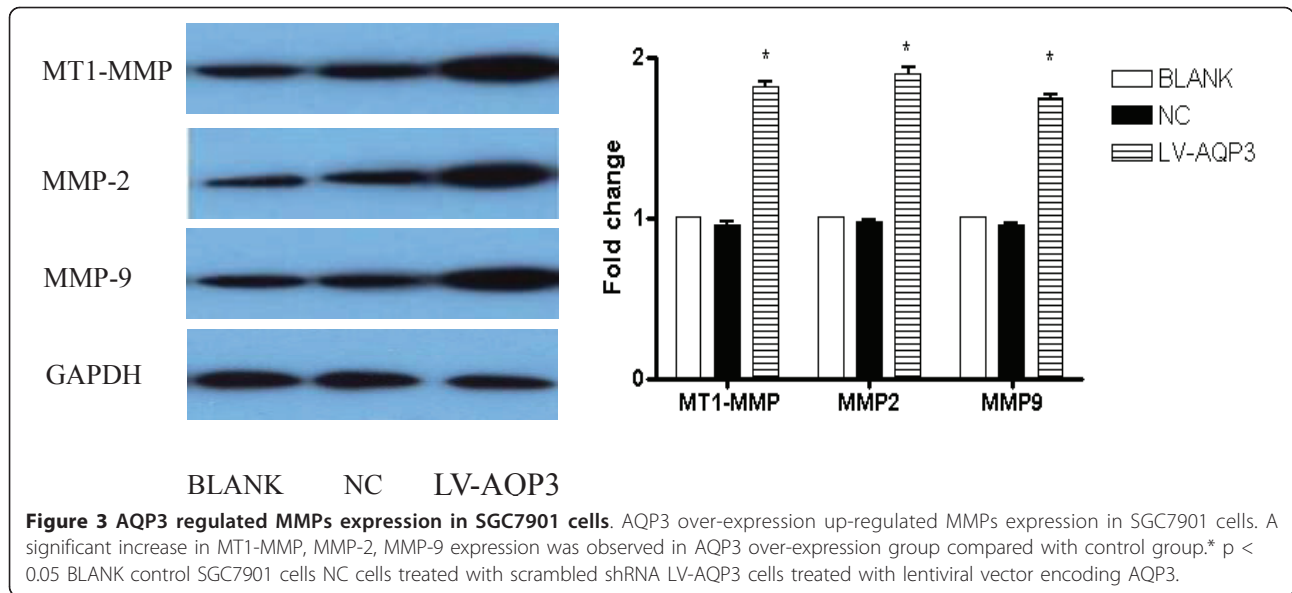 MT1-MMP
MMP-2
MMP-9
GAPDH
BLANK NC LV-AOP3
2
1
0
Fold change
* * *
MT1-MMP MMP2 MMP9
BLANK
NC
LV-AQP3
Figure 3 AQP3 regulated MMPs expression in SGC7901 cells. AQP3 over-expression up-regulated MMPs expression in SGC7901 cells. A
significant increase in MT1-MMP, MMP-2, MMP-9 expression was observed in AQP3 over-expression group compared with control group.* p <
0.05 BLANK control SGC7901 cells NC cells treated with scrambled shRNA LV-AQP3 cells treated with lentiviral vector encoding AQP3.